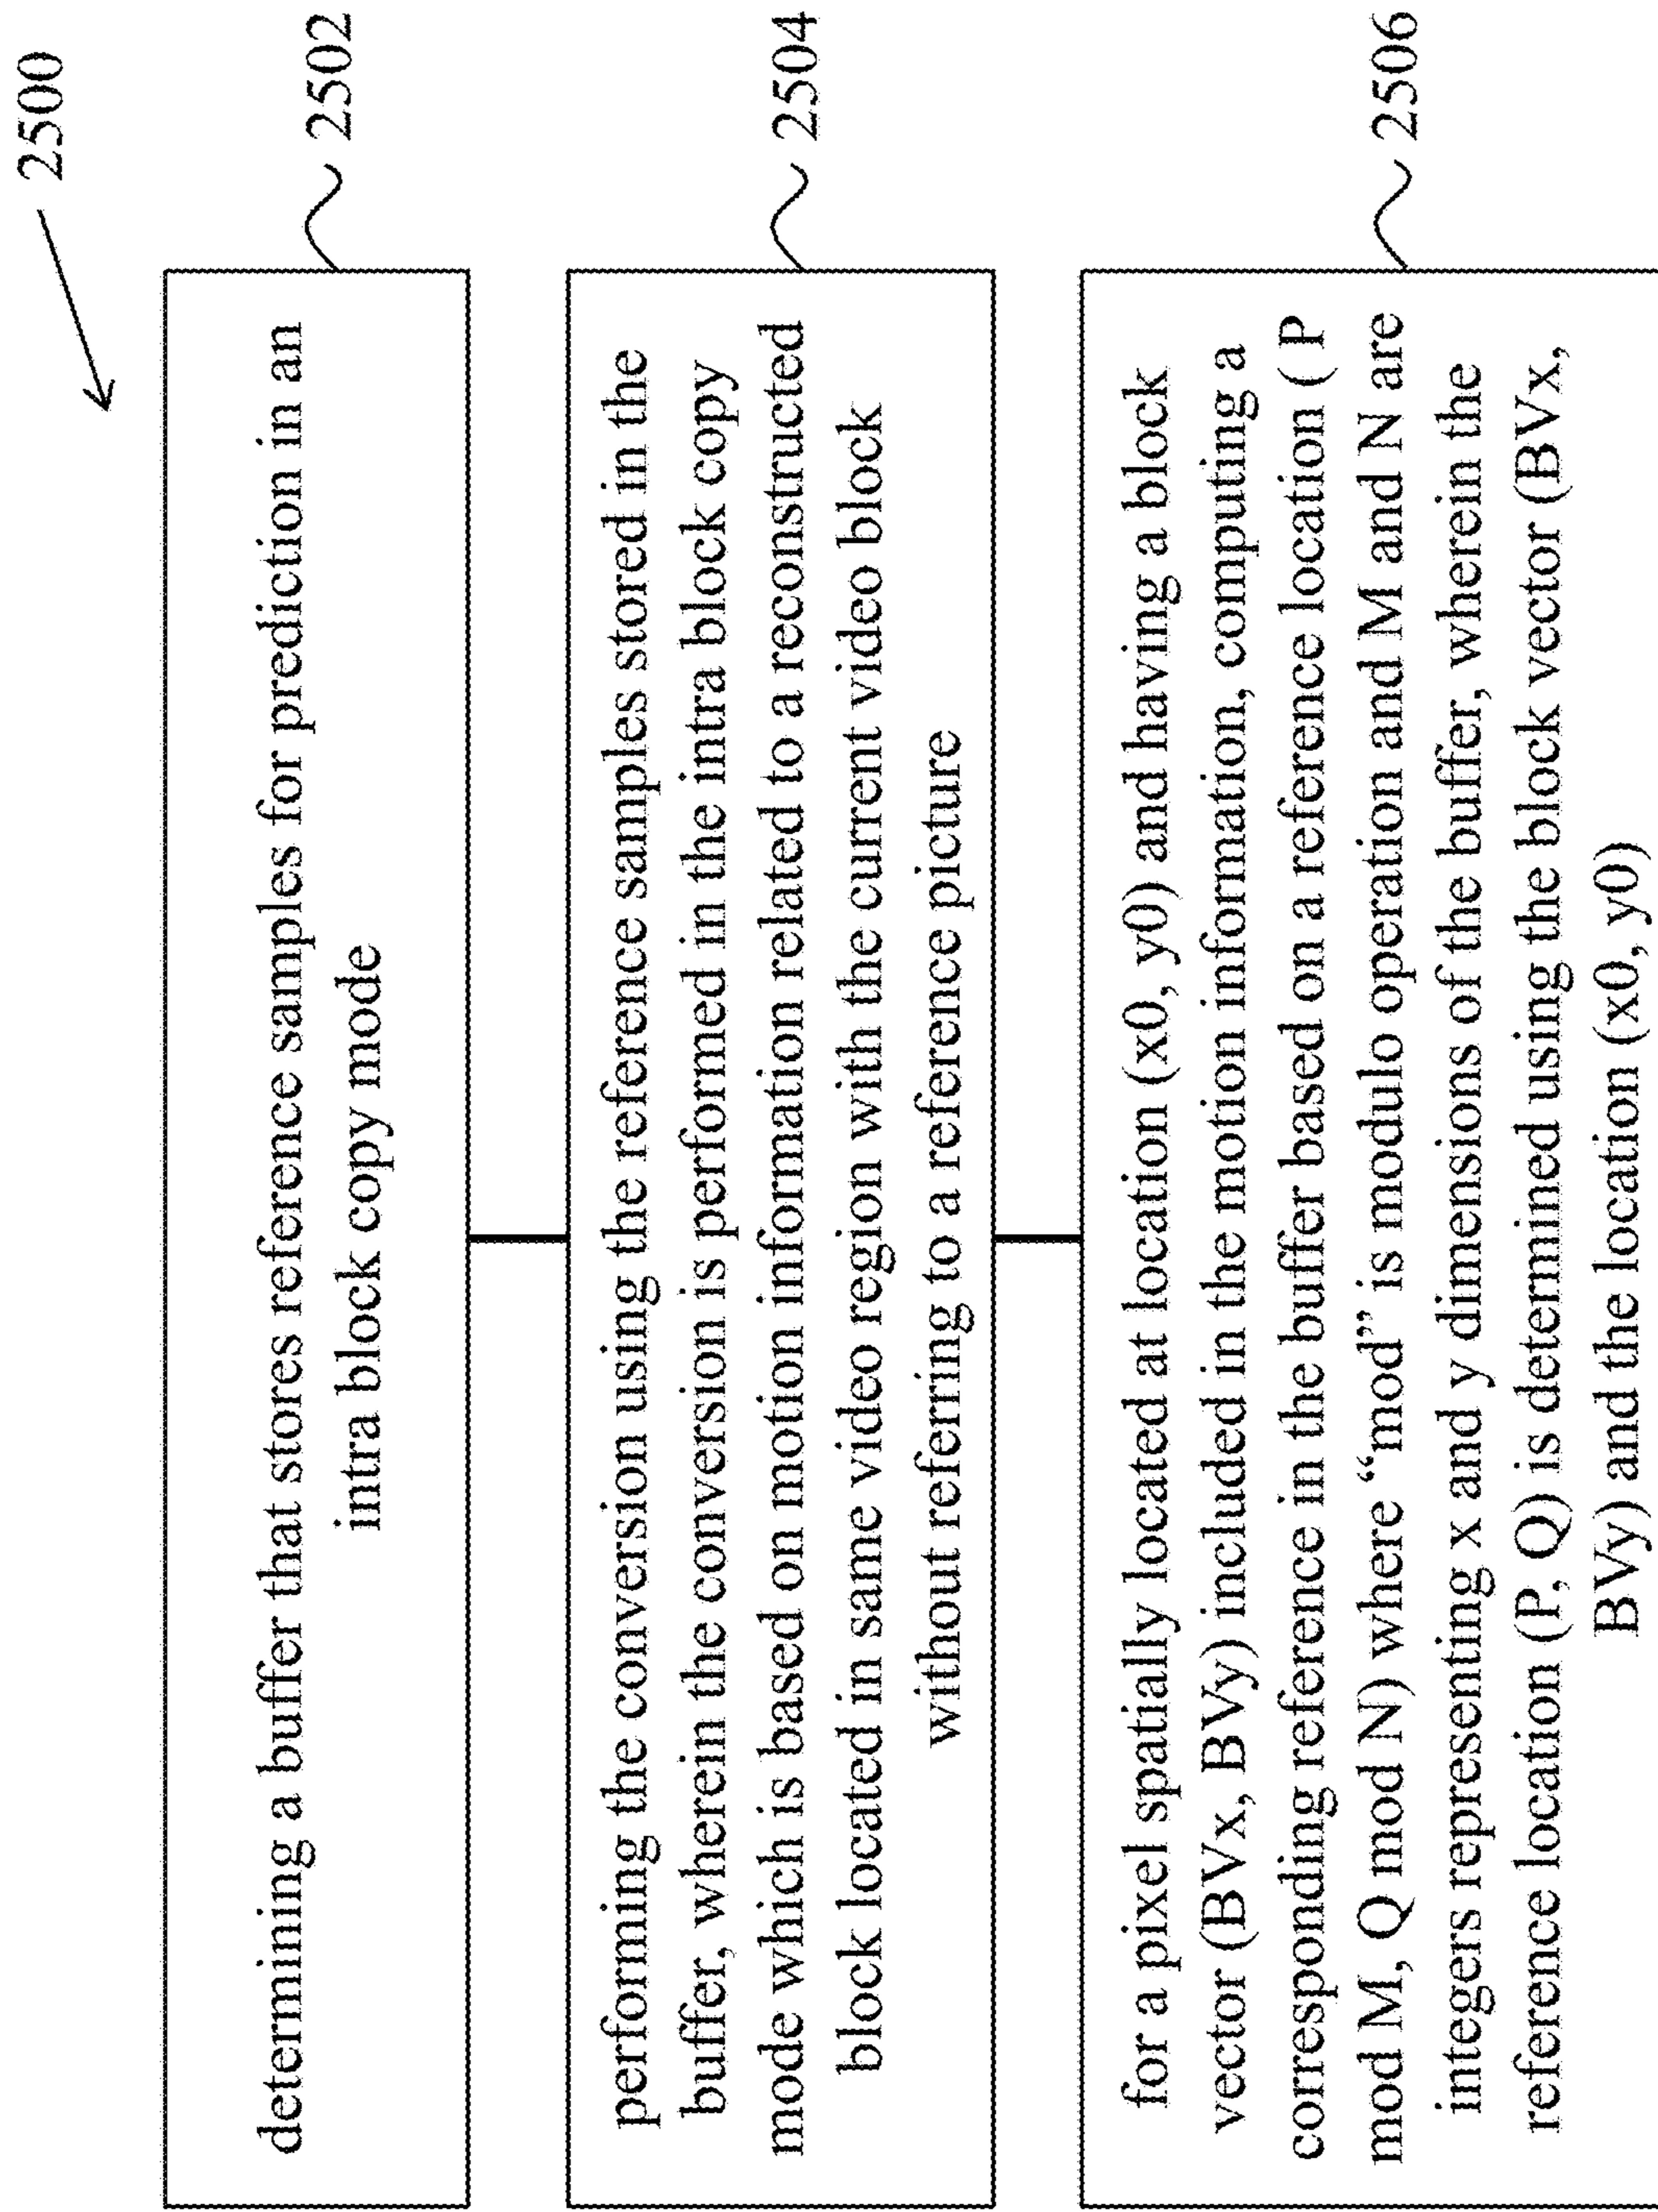 2500
determining a buffer that stores reference samples for prediction in an
intra block copy mode
2502
performing the conversion using the reference samples stored in the
buffer, wherein the conversion is performed in the intra block copy
mode which is based on motion information related to a reconstructed
block located in same video region with the current video block
without referring to a reference picture
2504
for a pixel spatially located at location (x0, y0) and having a block
vector (BVx, BVy) included in the motion information, computing a
corresponding reference in the buffer based on a reference location ( P
mod M, Q mod N) where “mod” is modulo operation and M and N are
integers representing x and y dimensions of the buffer, wherein the
reference location (P, Q) is determined using the block vector (BVx,
BVy) and the location (x0, y0)
2506